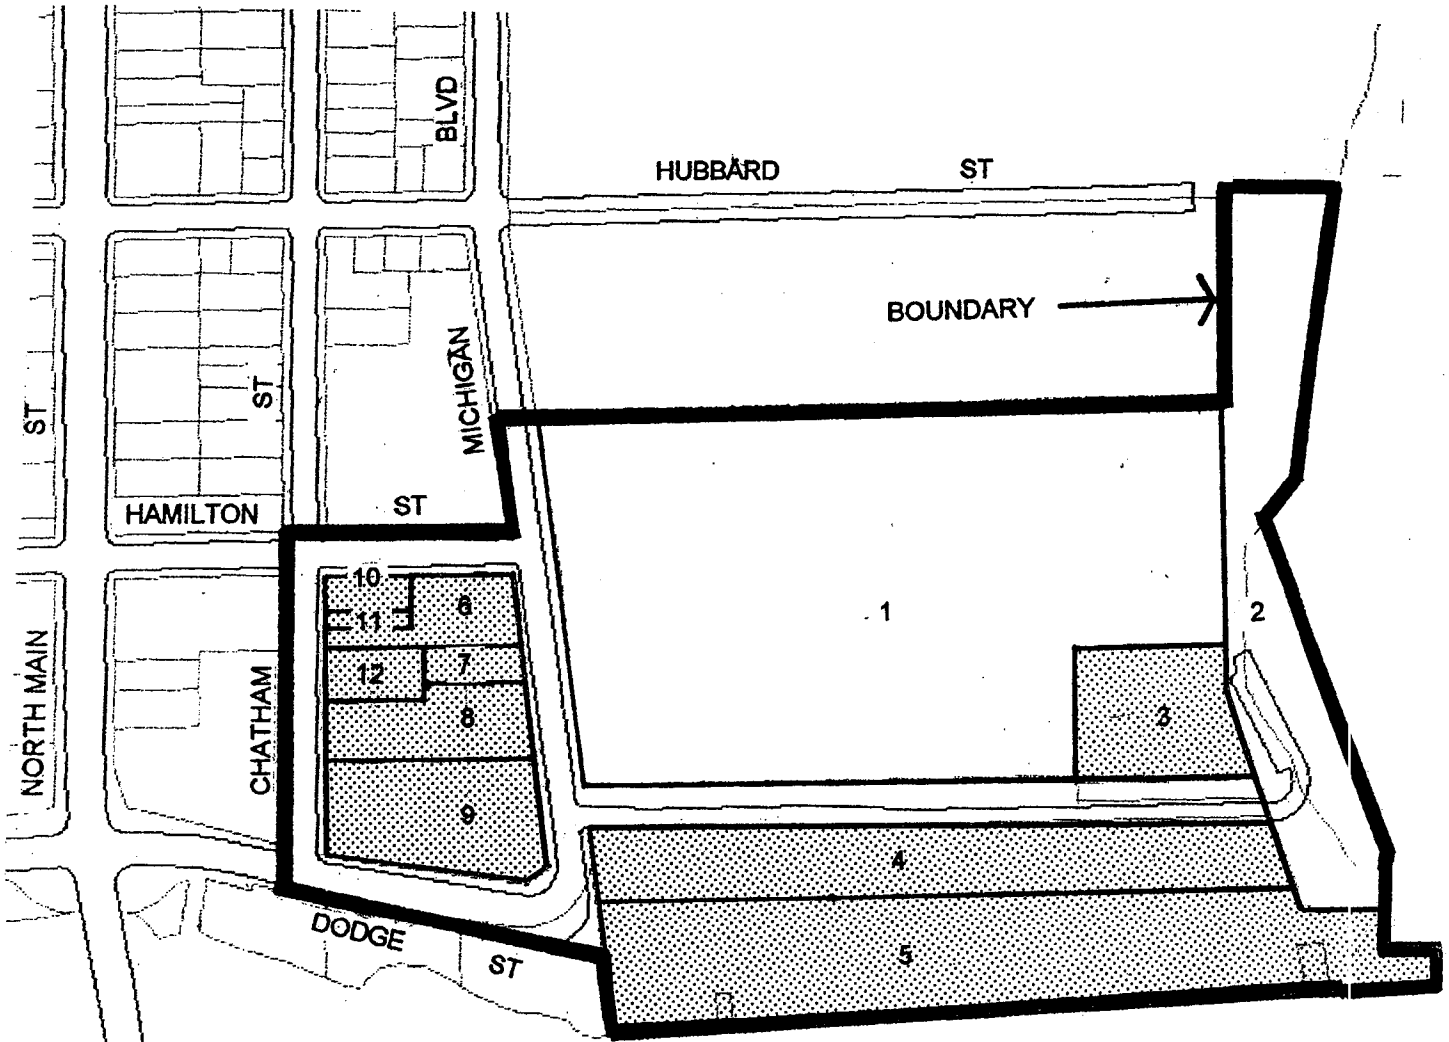 BLVD
HUBBARD ST
BOUNDARY
MICHIGAN
ST
ST
HAMILTON ST
10
6
11
1
2
7
12
3
8
NORTH MAIN
CHATHAM
9
4
DODGE ST
5